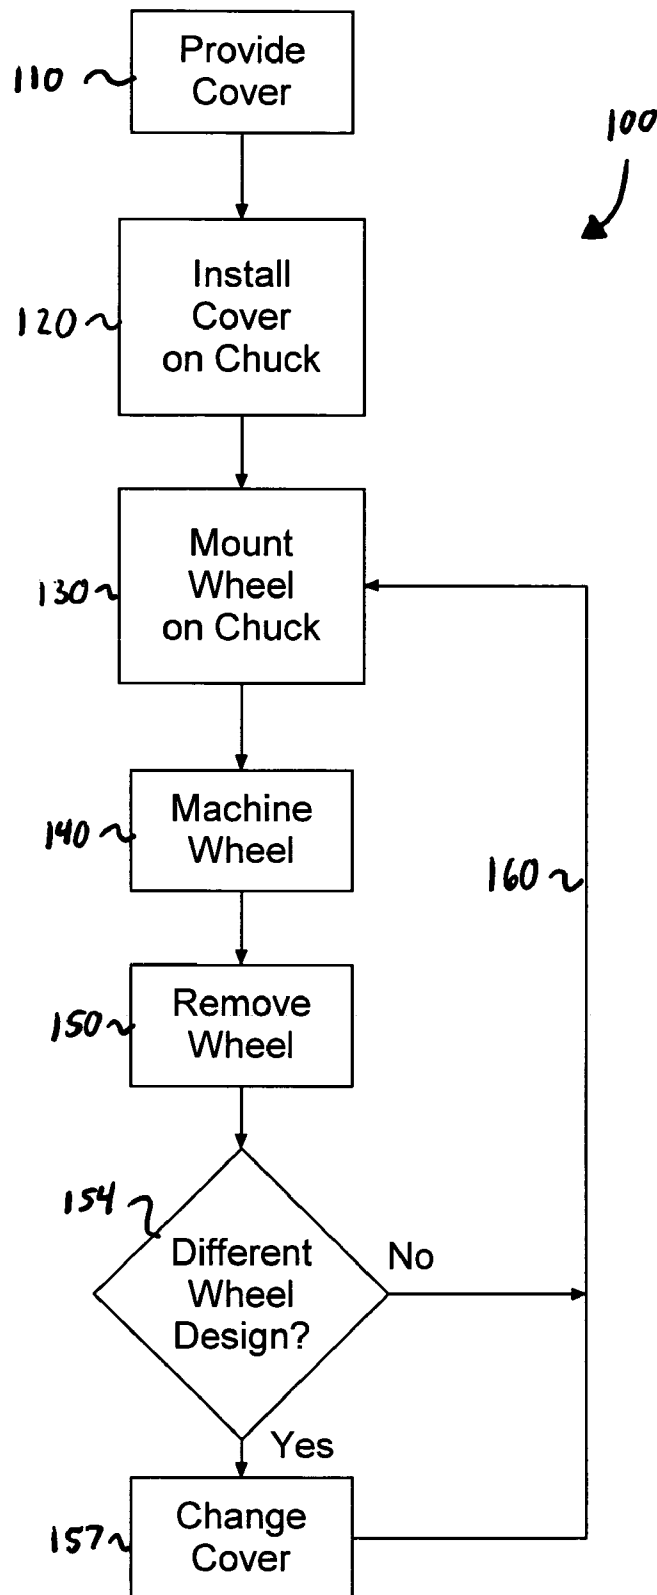 110
Provide
Cover
100
120
Install
Cover
on Chuck
130
Mount
Wheel
on Chuck
140
Machine
Wheel
160
150
Remove
Wheel
154
Different
Wheel
Design?
No
Yes
157
Change
Cover